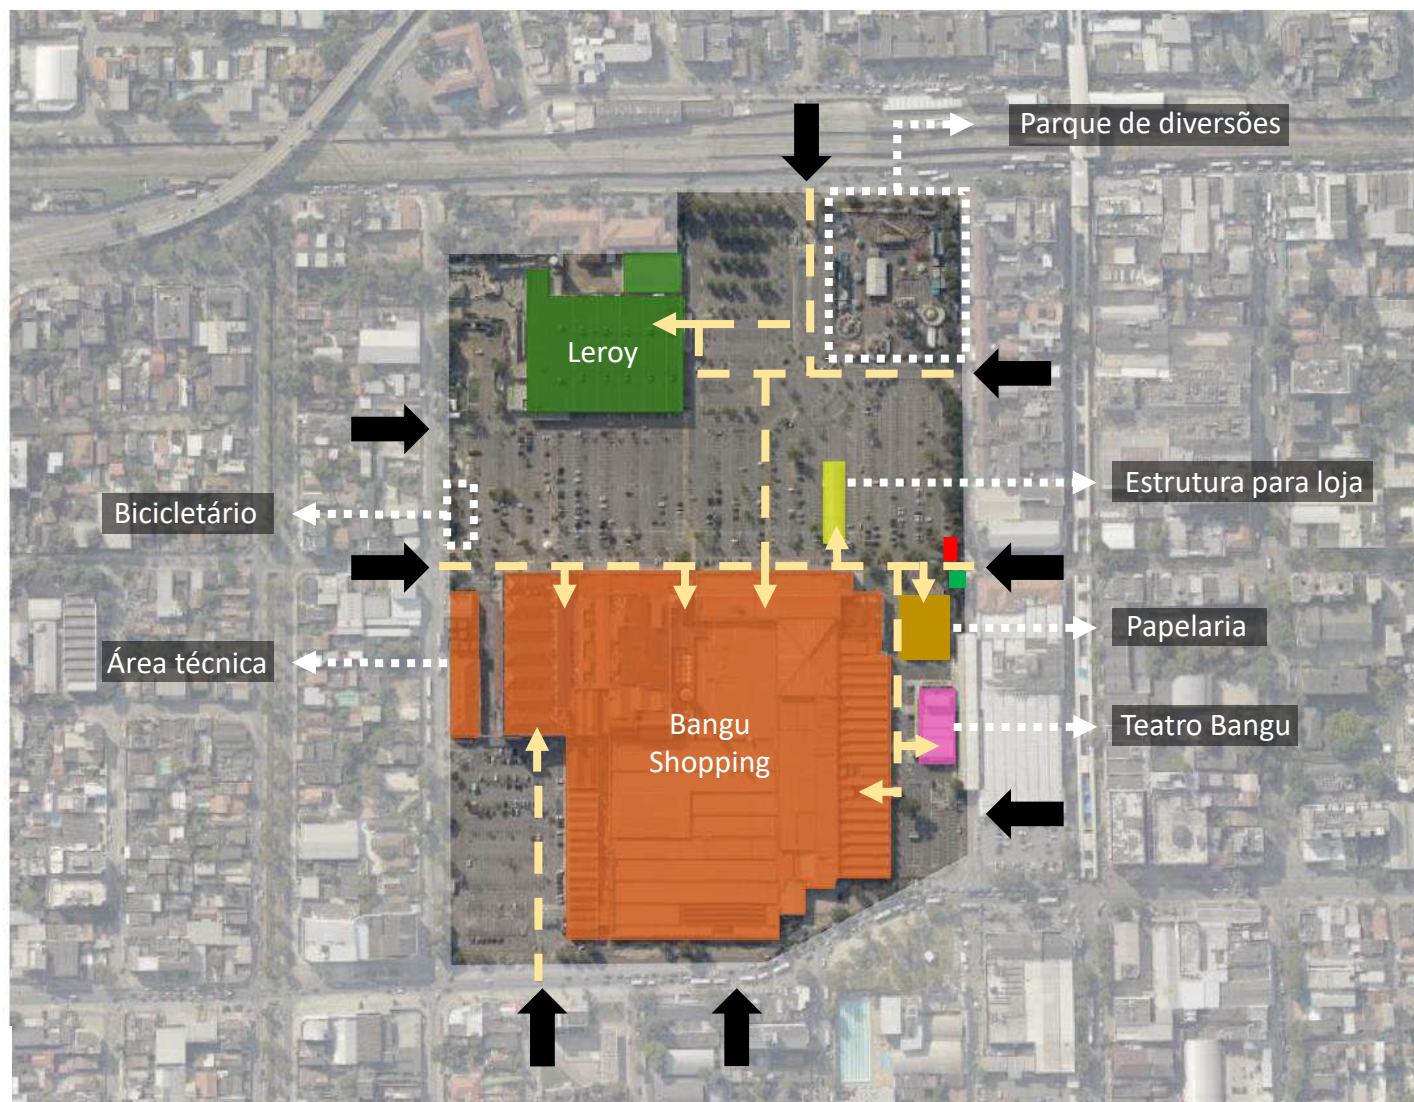 Parque de diversões
Leroy
Estrutura para loja
Bicicletário
Papelaria
Área técnica
Bangu
Shopping
Teatro Bangu